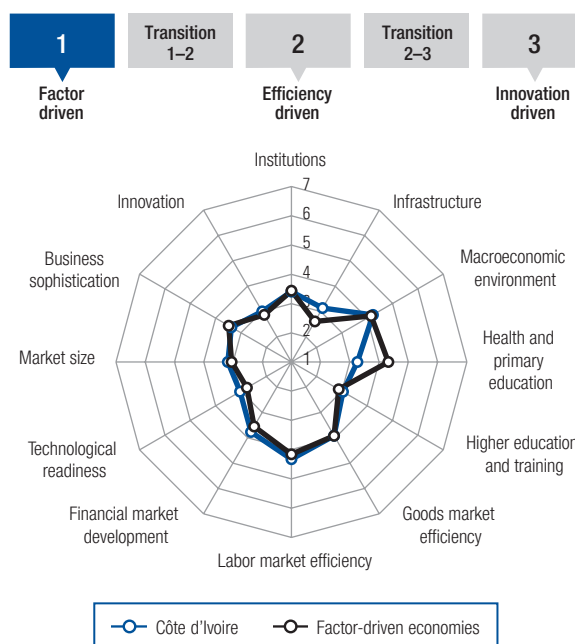 1
Transition
1–2
2
Transition
2–3
3
Factor
driven
Efficiency
driven
Innovation
driven
Institutions
7
6
5
4
3
2
1
Innovation
Infrastructure
Business
sophistication
Macroeconomic
environment
Market size
Health and
primary
education
Technological
readiness
Higher education
and training
Financial market
development
Goods market
efficiency
Labor market efficiency
Côte d'Ivoire
Factor-driven economies